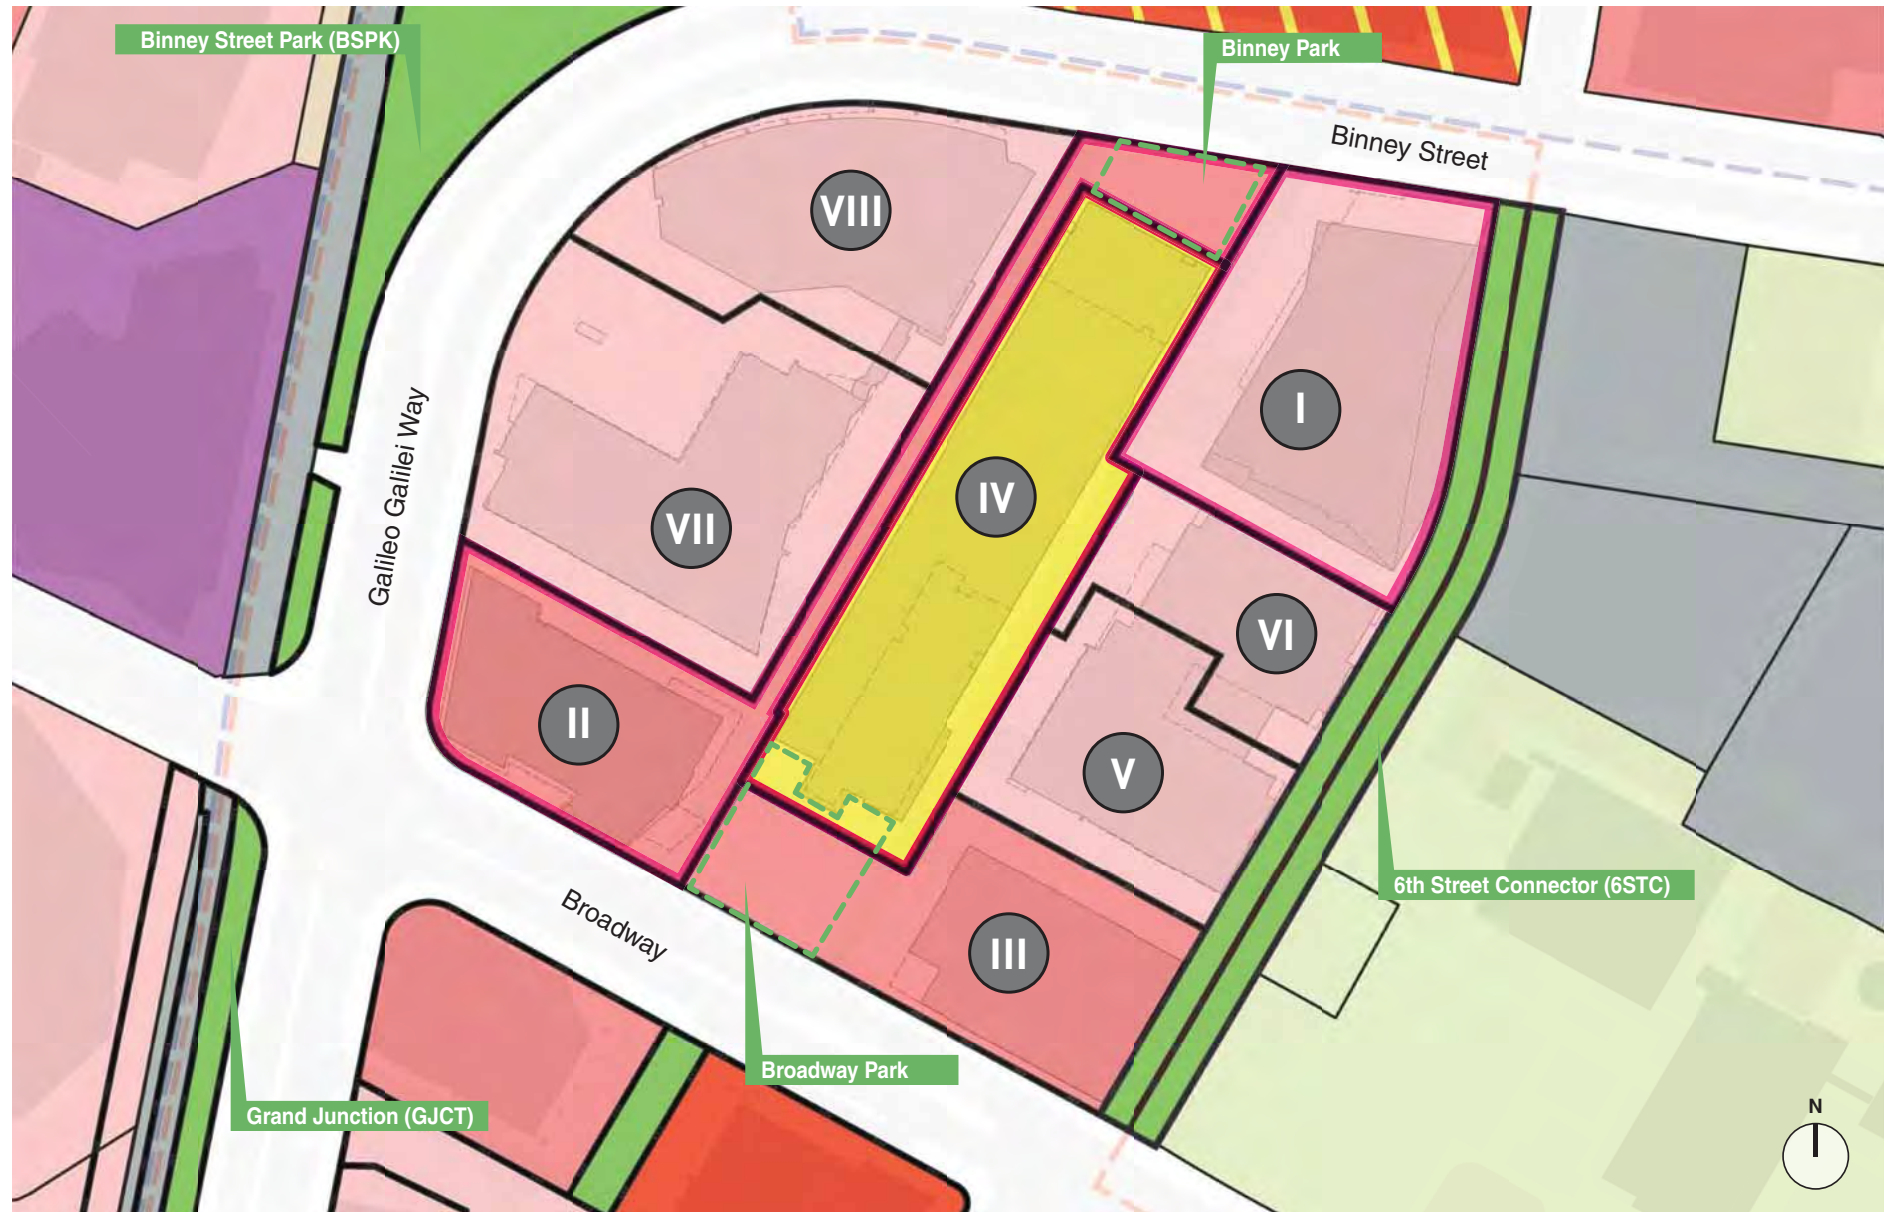 Binney Street Park (BSPK)
Binney Park
Binney Street
VIII
I
Galileo Galilei Way
IV
VII
VI
II
V
6th Street Connector (6STC)
Broadway
III
Broadway Park
Grand Junction (GJCT)
N